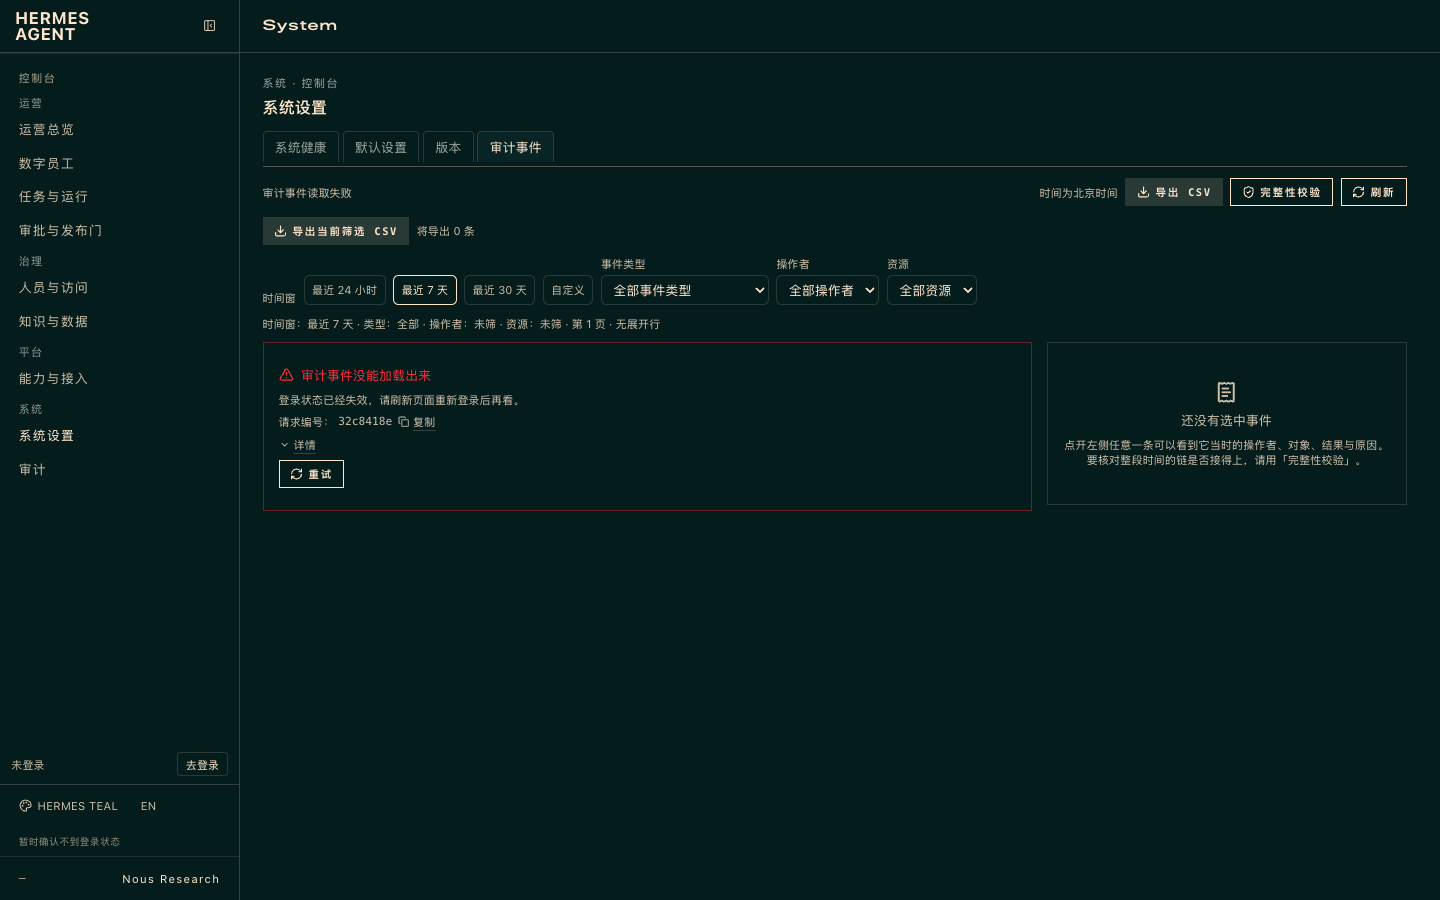 HERMES
AGENT
System
控制台
运营
运营总览
数字员工
任务与运行
审批与发布门
治理
人员与访问
知识与数据
平台
能力与接入
系统
系统设置
审计
未登录
去登录
HERMES TEAL
EN
暂时确认不到登录状态
—
Nous Research
系统 · 控制台
系统设置
系统健康
默认设置
版本
审计事件
审计事件读取失败
时间为北京时间
导出 CSV
完整性校验
刷新
导出当前筛选 CSV
将导出 0 条
时间窗
最近 24 小时
最近 7 天
最近 30 天
自定义
事件类型
全部事件类型
操作者
全部操作者
资源
全部资源
时间窗：最近 7 天 · 类型：全部 · 操作者：未筛 · 资源：未筛 · 第 1 页 · 无展开行
审计事件没能加载出来
登录状态已经失效，请刷新页面重新登录后再看。
请求编号： 32c8418e 复制
详情
重试
还没有选中事件
点开左侧任意一条可以看到它当时的操作者、对象、结果与原因。
要核对整段时间的链是否接得上，请用「完整性校验」。